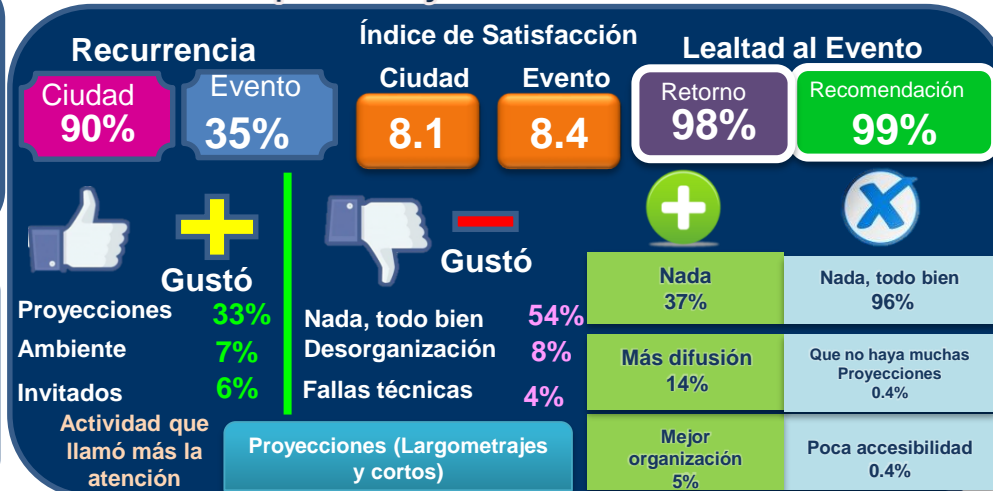 Recurrencia
Ciudad
90%
Evento
35%
Índice de Satisfacción
Ciudad
8.1
Evento
8.4
Lealtad al Evento
Retorno
98%
Recomendación
99%
Gustó
Proyecciones 33%
Ambiente 7%
Invitados 6%
Gustó
Nada, todo bien 54%
Desorganización 8%
Fallas técnicas 4%
Nada
37%
Más difusión
14%
Mejor
organización
5%
Nada, todo bien
96%
Que no haya muchas
Proyecciones
0.4%
Poca accesibilidad
0.4%
Actividad que
llamó más la
atención
Proyecciones (Largometrajes
y cortos)